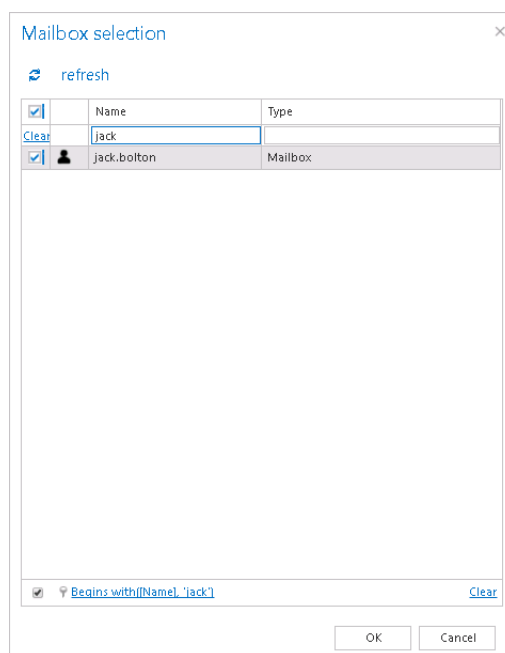 Mailbox selection
refresh
Name Type
Clear jack
jack.bolton Mailbox
Begins with([Name], 'jack') Clear
OK Cancel